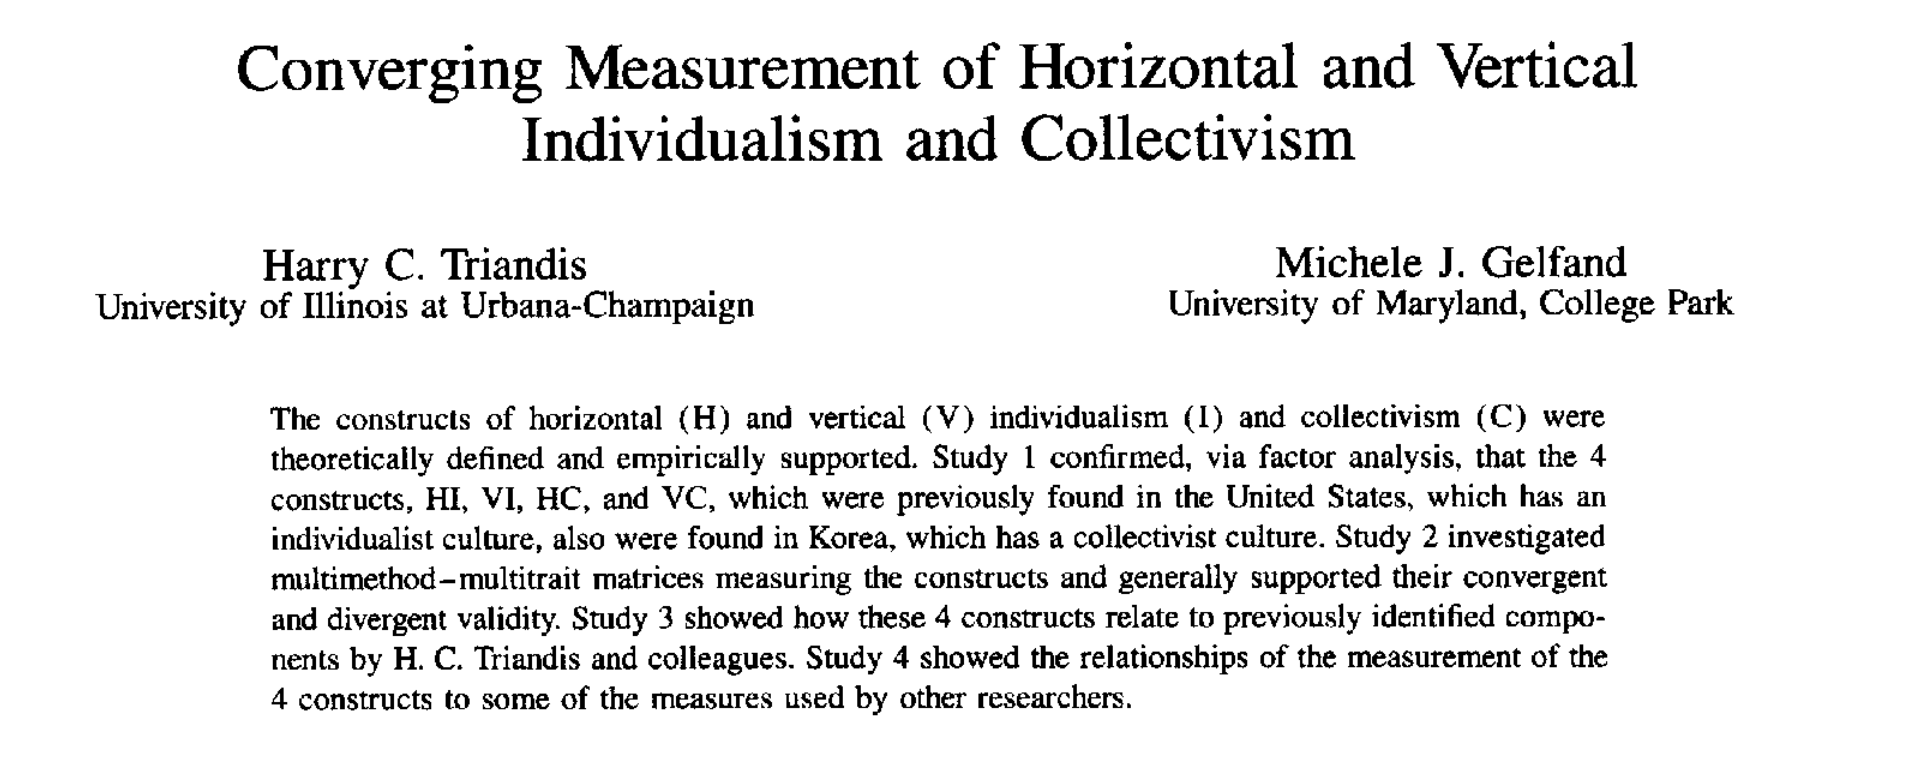 Converging Measurement of Horizontal and Vertical
Individualism and Collectivism
Harry C. Triandis
University of Illinois at Urbana-Champaign
Michele J. Gelfand
University of Maryland, College Park
The constructs of horizontal (H) and vertical (V) individualism (I) and collectivism (C) were
theoretically defined and empirically supported. Study 1 confirmed, via factor analysis, that the 4
constructs, HI, VI, HC, and VC, which were previously found in the United States, which has an
individualist culture, also were found in Korea, which has a collectivist culture. Study 2 investigated
multimethod–multitrait matrices measuring the constructs and generally supported their convergent
and divergent validity. Study 3 showed how these 4 constructs relate to previously identified compo-
nents by H. C. Triandis and colleagues. Study 4 showed the relationships of the measurement of the
4 constructs to some of the measures used by other researchers.